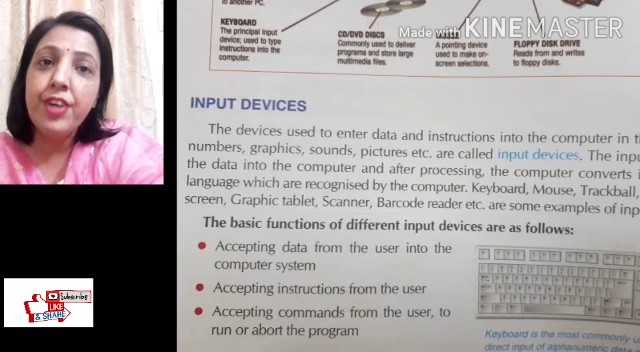 to another PC.
KEYBOARD
The principal input
device; used to type
instructions into the
computer.
CD/DVD DISCS
Commonly used to deliver
programs and store large
multimedia files.
A pointing device
used to make on-
screen selections.
FLOPPY DISK DRIVE
Reads from and writes
to floppy disks.
Made with KINEMASTER
INPUT DEVICES
The devices used to enter data and instructions into the computer in
numbers, graphics, sounds, pictures etc. are called input devices. The
the data into the computer and after processing, the computer converts
language which are recognised by the computer. Keyboard, Mouse, Trackball,
screen, Graphic tablet, Scanner, Barcode reader etc. are some examples of
The basic functions of different input devices are as follows:
Accepting data from the user into the
computer system
Accepting instructions from the user
Accepting commands from the user, to
run or abort the program
Keyboard is the most commonly
direct input of alphanumeric data
Subscribe
LIKE
& SHARE